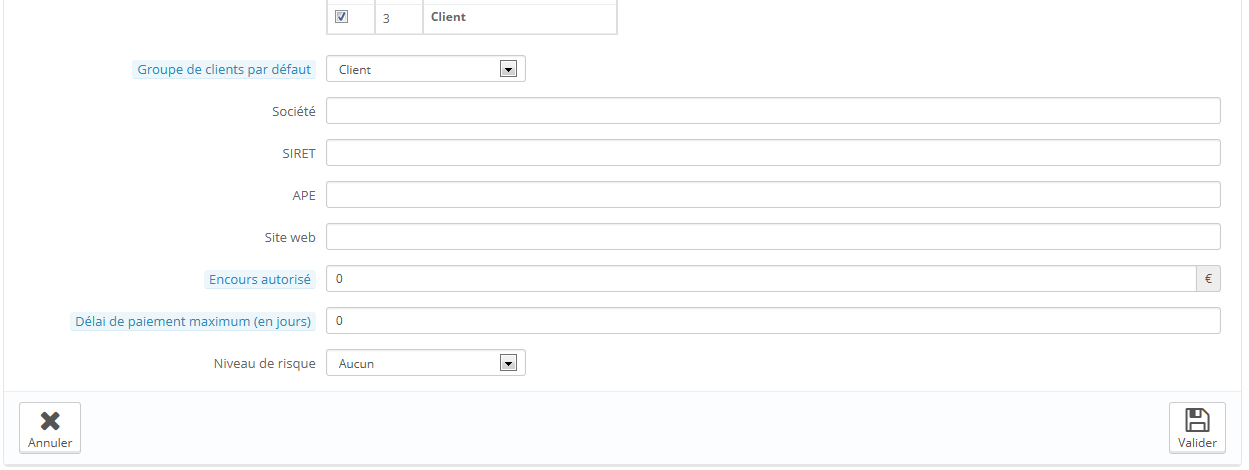 3 Client
Groupe de clients par défaut Client
Société
SIRET
APE
Site web
Encours autorisé 0 €
Délai de paiement maximum (en jours) 0
Niveau de risque Aucun
Annuler Valider